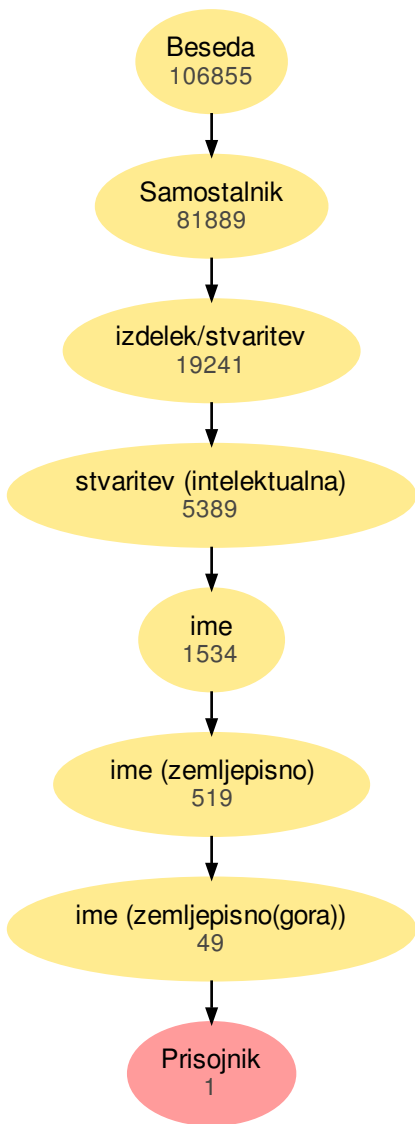 Beseda
106855
Samostalnik
81889
izdelek/stvaritev
19241
stvaritev (intelektualna)
5389
ime
1534
ime (zemljepisno)
519
ime (zemljepisno(gora))
49
Prisojnik
1